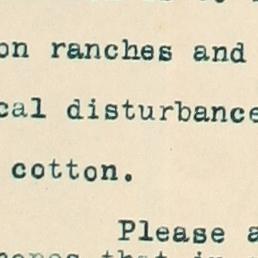 on ranches and
cal disturbance
cotton.
Please a